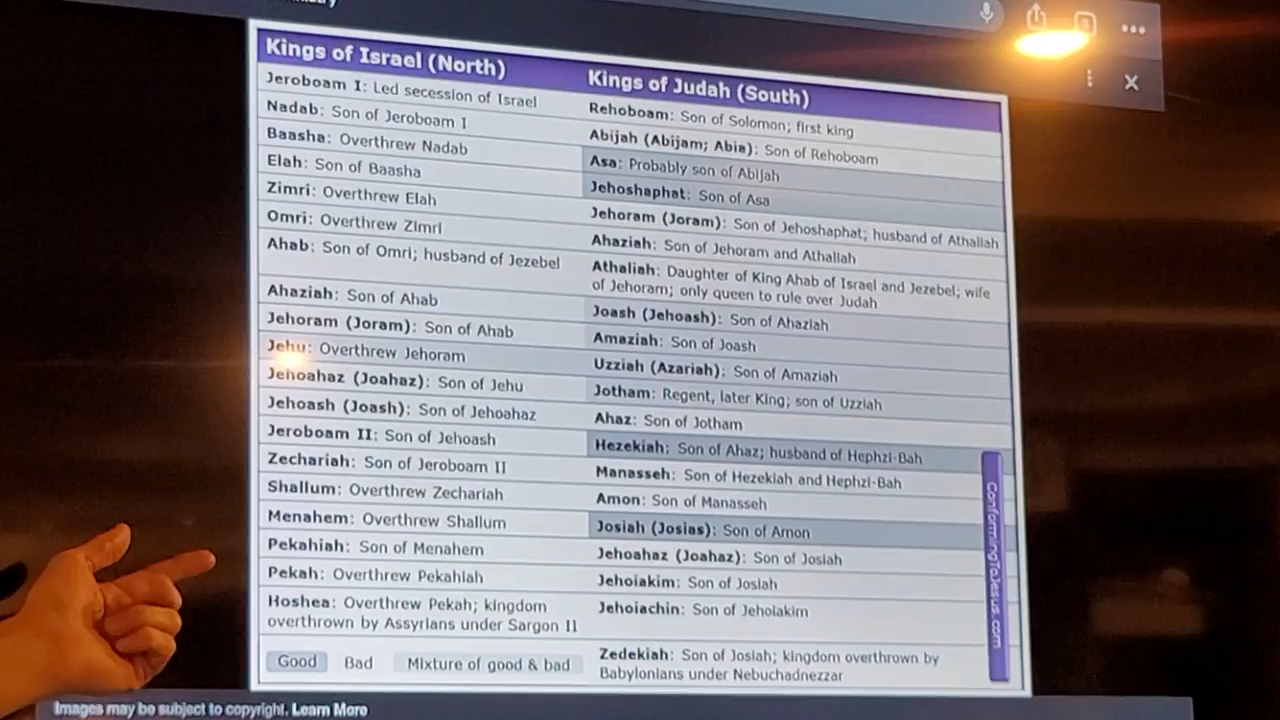 Kings of Israel (North)
Jeroboam I: Led secession of Israel
Nadab: Son of Jeroboam I
Baasha: Overthrew Nadab
Elah: Son of Baasha
Zimri: Overthrew Elah
Omri: Overthrew Zimri
Ahab: Son of Omri; husband of Jezebel
Ahaziah: Son of Ahab
Jehoram (Joram): Son of Ahab
Jehu: Overthrew Jehoram
Jehoahaz (Joahaz): Son of Jehu
Jehoash (Joash): Son of Jehoahaz
Jeroboam II: Son of Jehoash
Zechariah: Son of Jeroboam II
Shallum: Overthrew Zechariah
Menahem: Overthrew Shallum
Pekahiah: Son of Menahem
Pekah: Overthrew Pekahiah
Hoshea: Overthrew Pekah; kingdom
overthrown by Assyrians under Sargon II
Good Bad Mixture of good & bad
Kings of Judah (South)
Rehoboam: Son of Solomon; first king
Abijah (Abijam; Abia): Son of Rehoboam
Asa: Probably son of Abijah
Jehoshaphat: Son of Asa
Jehoram (Joram): Son of Jehoshaphat; husband of Athaliah
Ahaziah: Son of Jehoram and Athaliah
Athaliah: Daughter of King Ahab of Israel and Jezebel; wife
of Jehoram; only queen to rule over Judah
Joash (Jehoash): Son of Ahaziah
Amaziah: Son of Joash
Uzziah (Azariah): Son of Amaziah
Jotham: Regent, later King; son of Uzziah
Ahaz: Son of Jotham
Hezekiah: Son of Ahaz; husband of Hephzi-Bah
Manasseh: Son of Hezekiah and Hephzi-Bah
Amon: Son of Manasseh
Josiah (Josias): Son of Amon
Jehoahaz (Joahaz): Son of Josiah
Jehoiakim: Son of Josiah
Jehoiachin: Son of Jehoiakim
Zedekiah: Son of Josiah; kingdom overthrown by
Babylonians under Nebuchadnezzar
ConformingToJesus.com
Images may be subject to copyright. Learn More